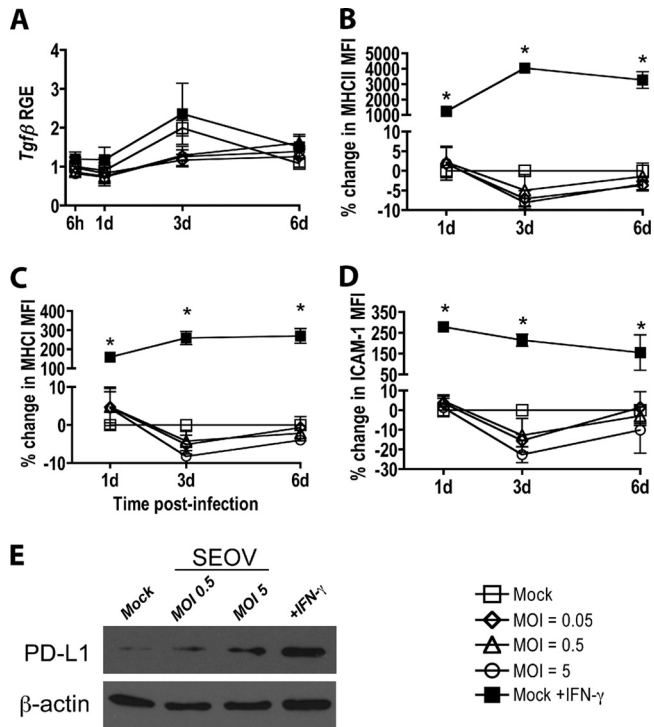 A
B
Tgfβ RGE
4
3
2
1
0
6h 1d 3d 6d
% change in MHCII MFI
5000
4000
3000
2000
1000
10
5
0
-5
-10
* * *
1d 3d 6d
C
D
% change in MHCI MFI
400
300
200
100
10
0
-10
* * *
1d 3d 6d
Time post-infection
% change in ICAM-1 MFI
350
250
150
50
20
10
0
-10
-20
-30
* * *
1d 3d 6d
E
SEOV
Mock MOI 0.5 MOI 5 +IFN-γ
PD-L1
β-actin
Mock
MOI = 0.05
MOI = 0.5
MOI = 5
Mock +IFN-γ